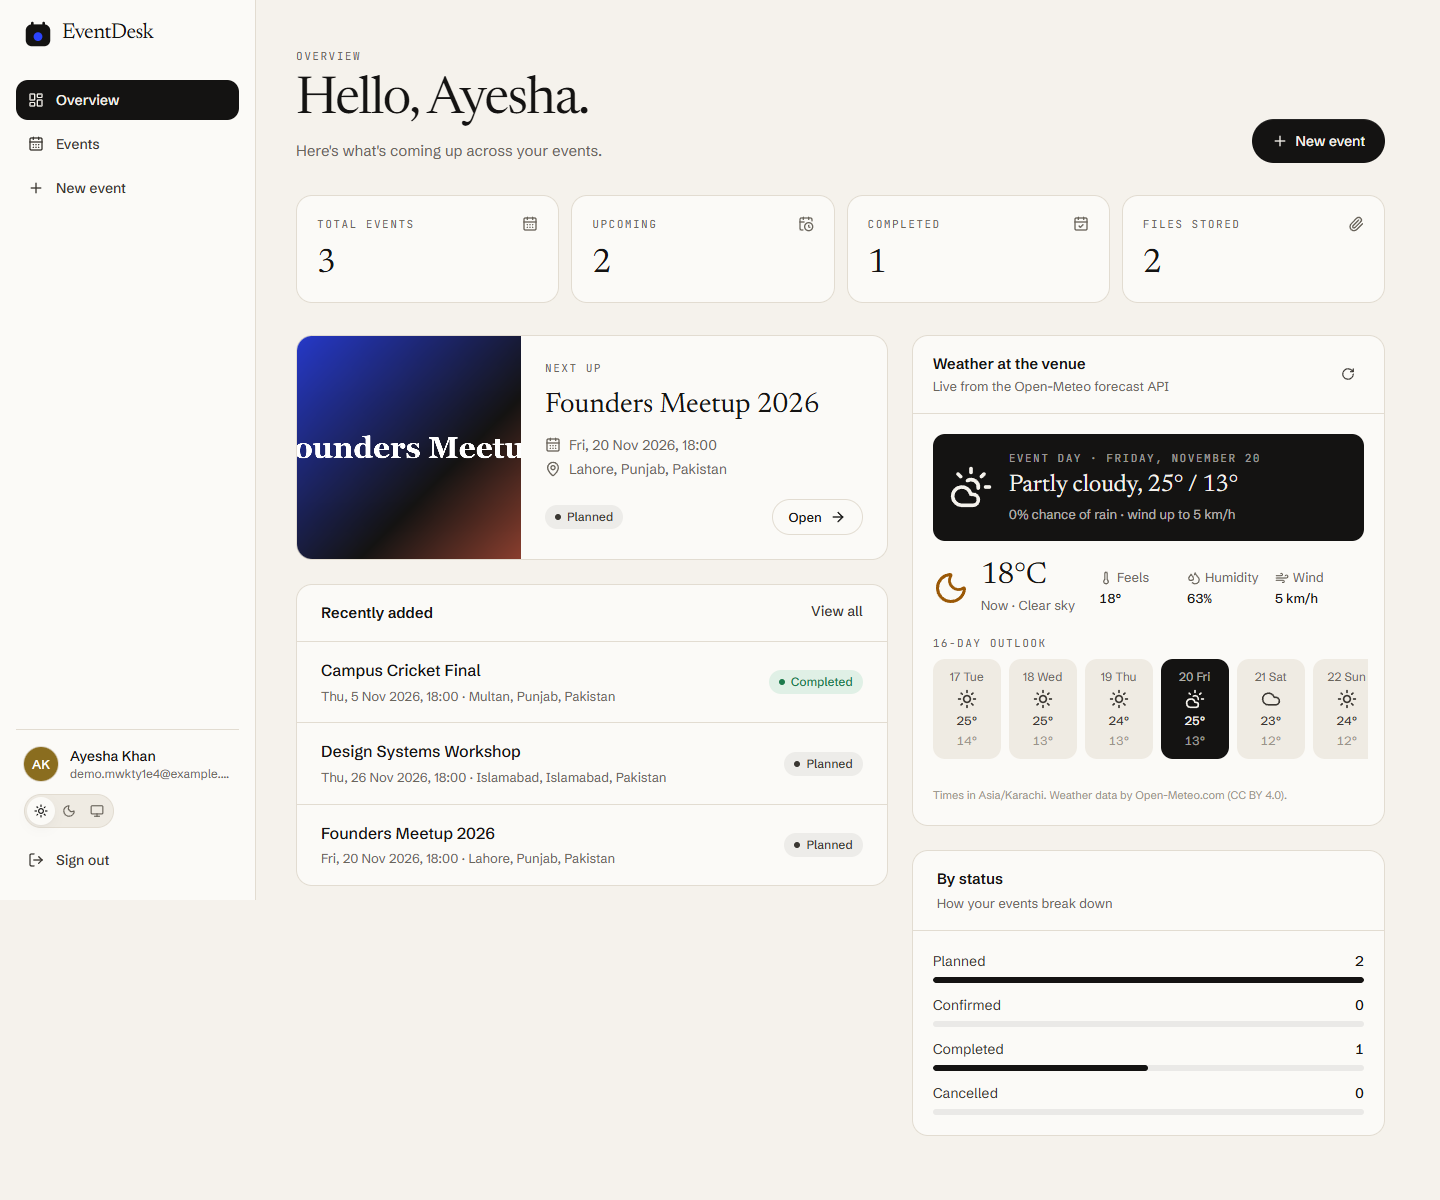 EventDesk
Overview
Events
New event
Ayesha Khan
demo.mwkty1e4@example....
Sign out
OVERVIEW
Hello, Ayesha.
Here's what's coming up across your events.
New event
TOTAL EVENTS
3
UPCOMING
2
COMPLETED
1
FILES STORED
2
ounders Meetu
NEXT UP
Founders Meetup 2026
Fri, 20 Nov 2026, 18:00
Lahore, Punjab, Pakistan
Planned
Open
Recently added
View all
Campus Cricket Final
Thu, 5 Nov 2026, 18:00 · Multan, Punjab, Pakistan
Completed
Design Systems Workshop
Thu, 26 Nov 2026, 18:00 · Islamabad, Islamabad, Pakistan
Planned
Founders Meetup 2026
Fri, 20 Nov 2026, 18:00 · Lahore, Punjab, Pakistan
Planned
Weather at the venue
Live from the Open-Meteo forecast API
EVENT DAY · FRIDAY, NOVEMBER 20
Partly cloudy, 25° / 13°
0% chance of rain · wind up to 5 km/h
18°C
Now · Clear sky
Feels
18°
Humidity
63%
Wind
5 km/h
16-DAY OUTLOOK
17 Tue
25°
14°
18 Wed
25°
13°
19 Thu
24°
13°
20 Fri
25°
13°
21 Sat
23°
12°
22 Sun
24°
12°
Times in Asia/Karachi. Weather data by Open-Meteo.com (CC BY 4.0).
By status
How your events break down
Planned 2
Confirmed 0
Completed 1
Cancelled 0
AK